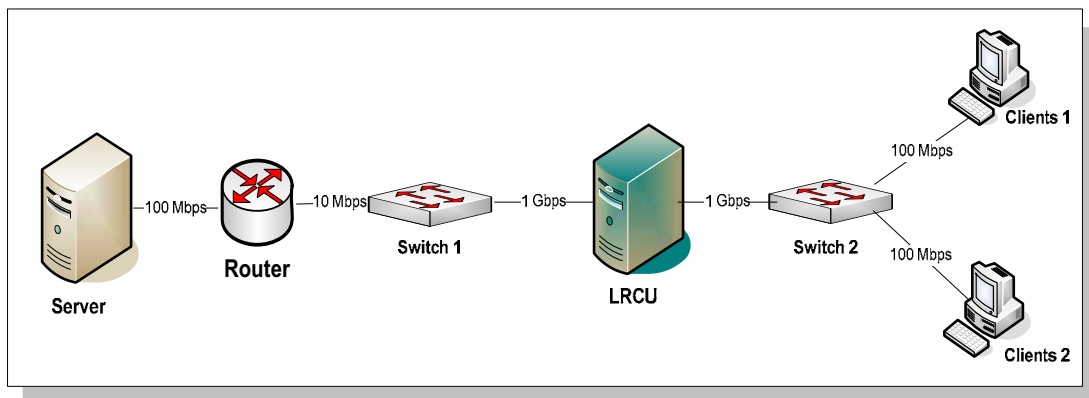 Clients 1
100 Mbps
100 Mbps
10 Mbps
1 Gbps
1 Gbps
Switch 1
Switch 2
100 Mbps
Router
Server
LRCU
Clients 2